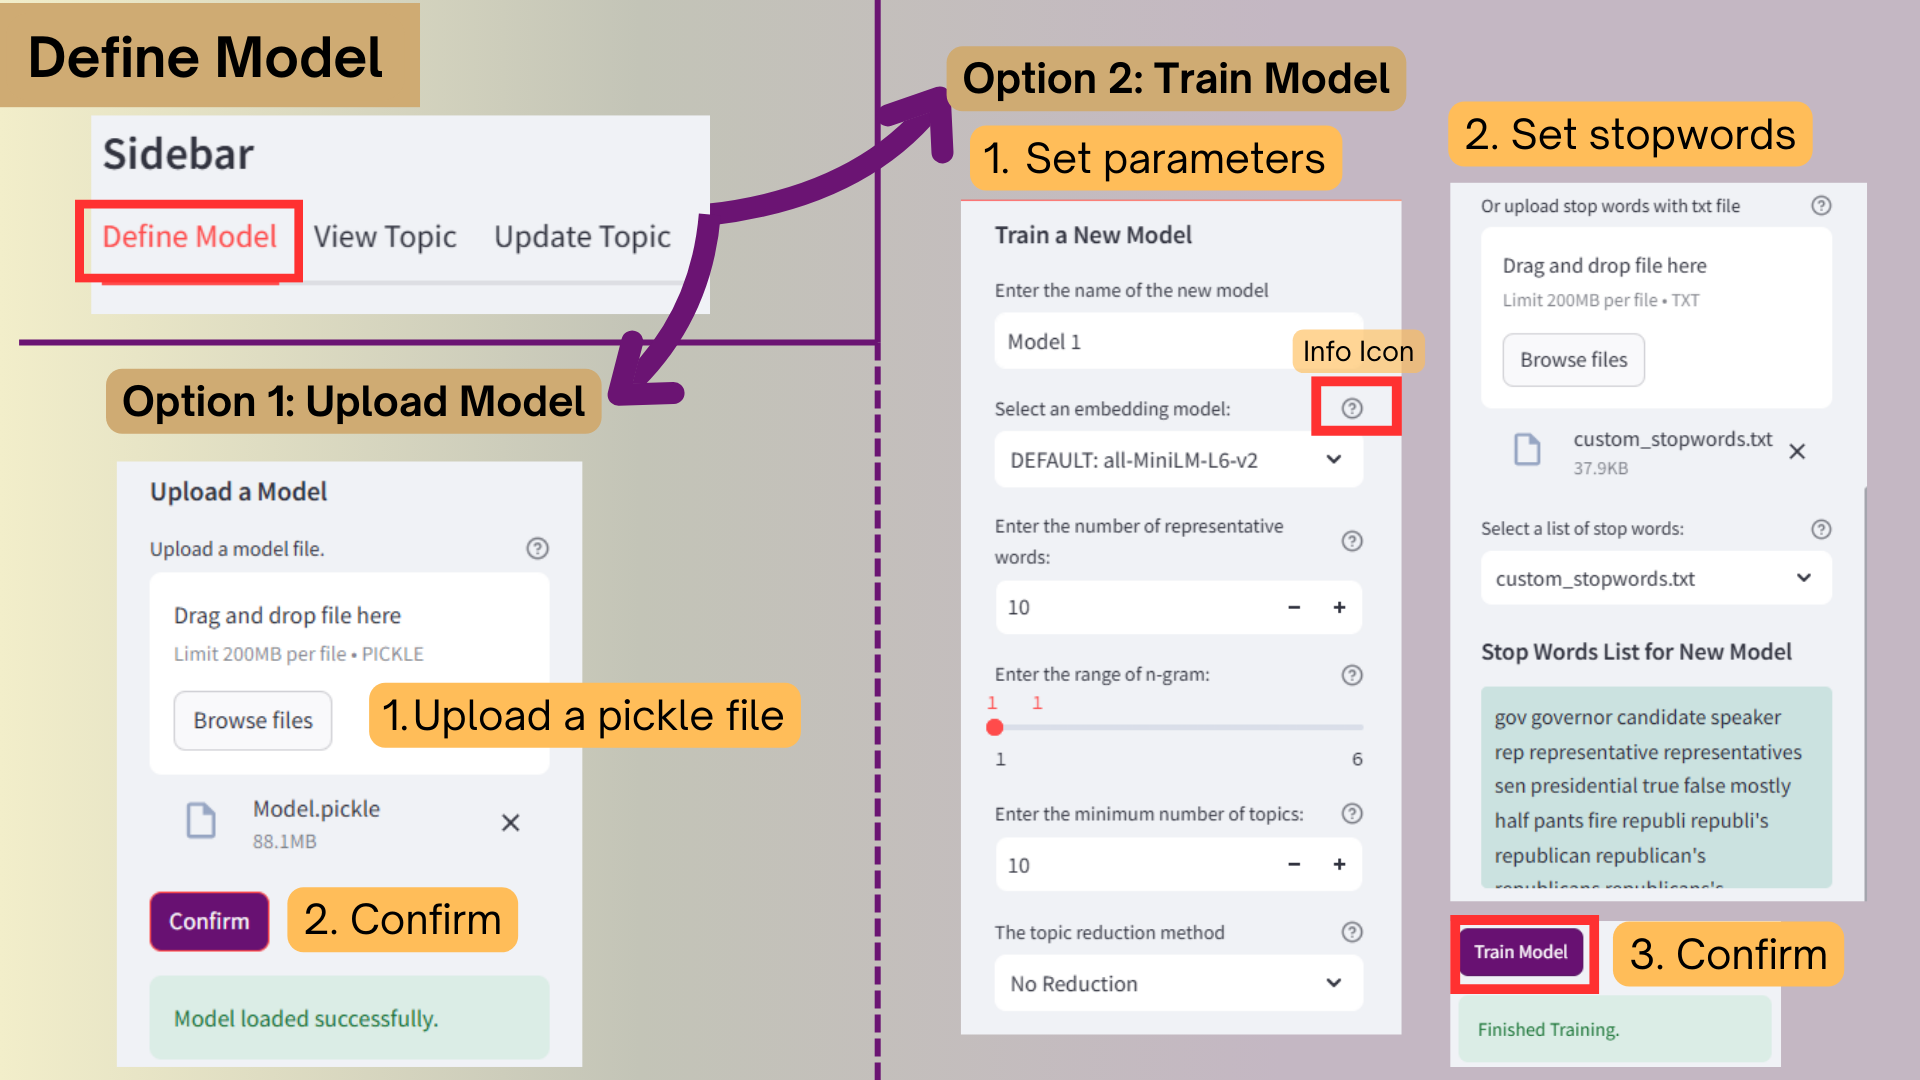 Define Model
Sidebar
Define Model View Topic Update Topic
Option 1: Upload Model
Upload a Model
Upload a model file.
Drag and drop file here
Limit 200MB per file • PICKLE
Browse files
1.Upload a pickle file
Model.pickle
88.1MB
Confirm
2. Confirm
Model loaded successfully.
Option 2: Train Model
1. Set parameters
Train a New Model
Enter the name of the new model
Model 1
Info Icon
Select an embedding model:
DEFAULT: all-MiniLM-L6-v2
Enter the number of representative
words:
10
Enter the range of n-gram:
1 1
1 6
Enter the minimum number of topics:
10
The topic reduction method
No Reduction
2. Set stopwords
Or upload stop words with txt file
Drag and drop file here
Limit 200MB per file • TXT
Browse files
custom_stopwords.txt
37.9KB
Select a list of stop words:
custom_stopwords.txt
Stop Words List for New Model
gov governor candidate speaker
rep representative representatives
sen presidential true false mostly
half pants fire republi republi's
republican republican's
republicans republicans's
Train Model
3. Confirm
Finished Training.